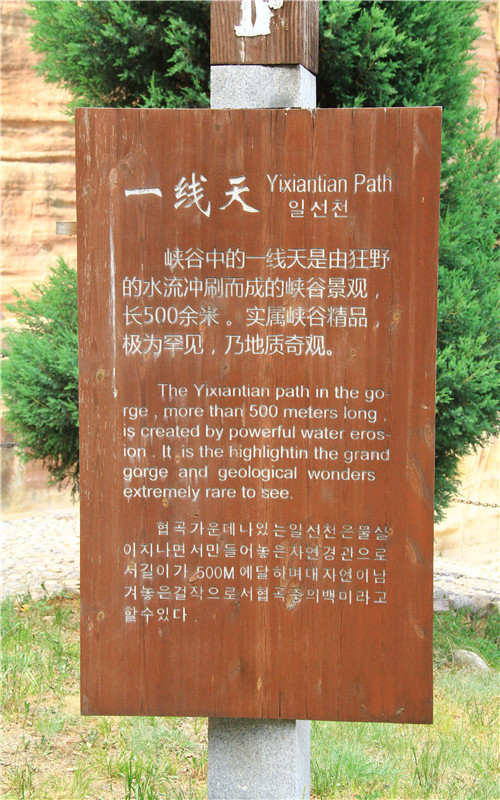 一线天 Yixiantian Path
일선천
峡谷中的一线天是由狂野
的水流冲刷而成的峡谷景观，
长500余米。实属峡谷精品，
极为罕见，乃地质奇观。
The Yixiantian path in the go-
rge , more than 500 meters long ,
is created by powerful water eros-
ion . It is the highlightin the grand
gorge and geological wonders
extremely rare to see.
협곡가운데나있는일선천은물살
이치나면서만들어놓은자연경관으로
서길이가 500M에달하며대자연이남
겨놓은걸작으로서협곡중의백미라고
할수있다 .